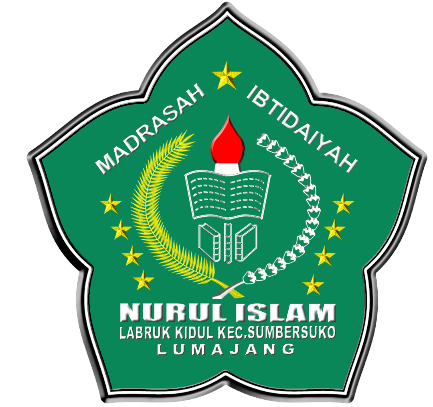 MADRASAH IBTIDAIYAH
NURUL ISLAM
LABRUK KIDUL KEC.SUMBERSUKO
LUMAJANG